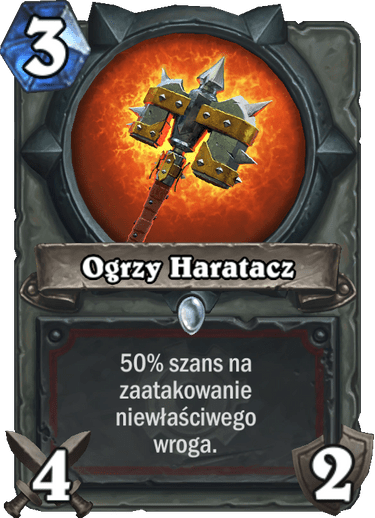 3
Ogrzy Haratacz
50% szans na
zaatakowanie
niewłaściwego
wroga.
4
2